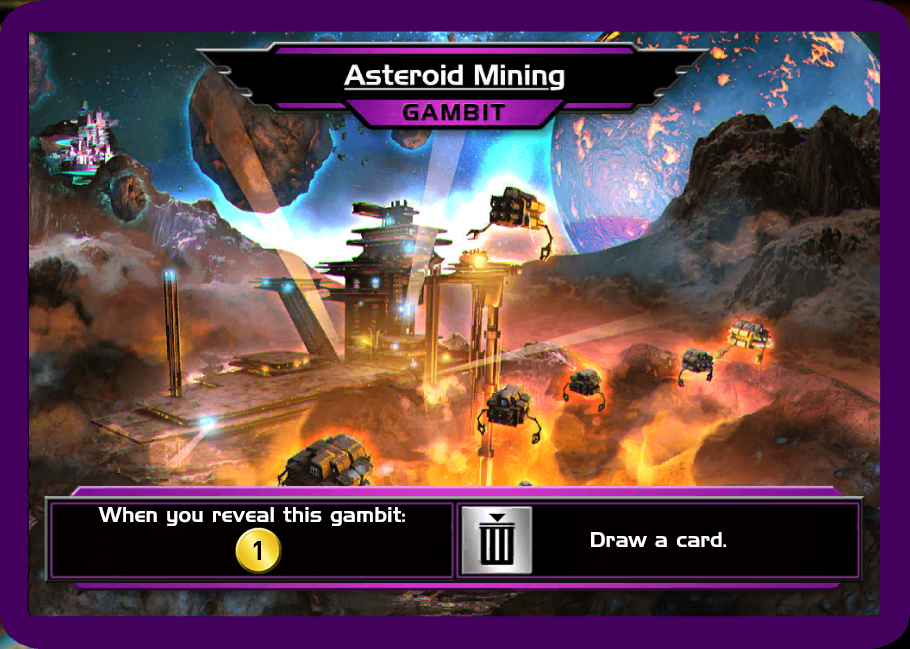 Asteroid Mining
GAMBIT
When you reveal this gambit:
1
Draw a card.